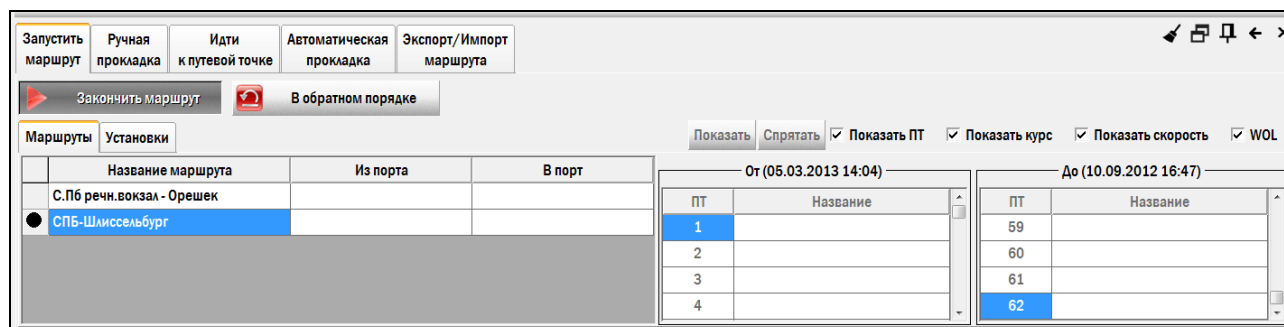 Запустить маршрут
Ручная прокладка
Идти к путевой точке
Автоматическая прокладка
Экспорт/Импорт маршрута
Закончить маршрут
В обратном порядке
Маршруты Установки
Показать Спрятать Показать ПТ Показать курс Показать скорость WOL
Название маршрута Из порта В порт
С.Пб речн.вокзал - Орешек
СПБ-Шлиссельбург
От (05.03.2013 14:04)
ПТ Название
1
2
3
4
До (10.09.2012 16:47)
ПТ Название
59
60
61
62